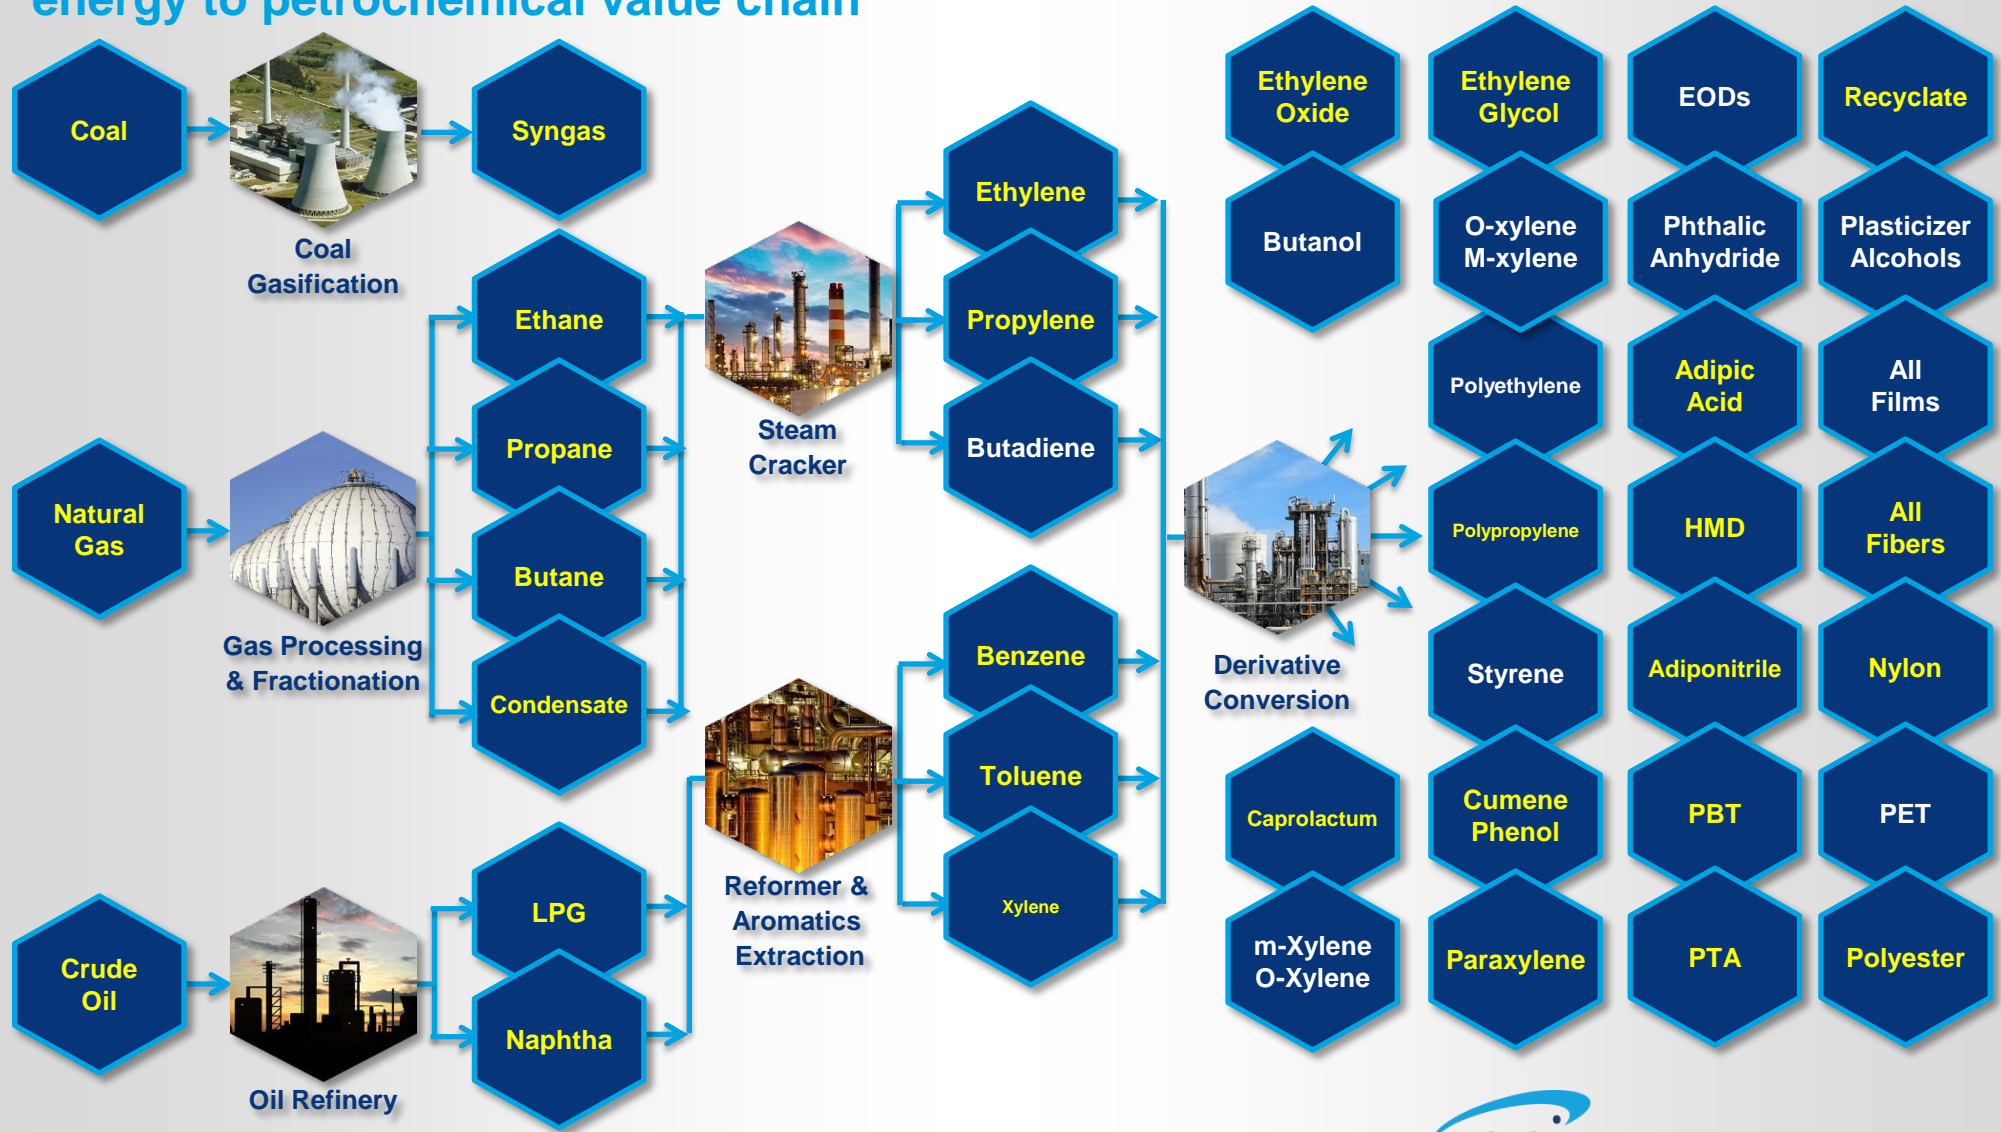 energy to petrochemical value chain
Coal
Coal
Gasification
Syngas
Natural
Gas
Gas Processing
& Fractionation
Ethane
Propane
Butane
Condensate
Crude
Oil
Oil Refinery
LPG
Naphtha
Steam
Cracker
Ethylene
Propylene
Butadiene
Reformer &
Aromatics
Extraction
Benzene
Toluene
Xylene
Derivative
Conversion
Ethylene
Oxide
Ethylene
Glycol
EODs
Recyclate
Butanol
O-xylene
M-xylene
Phthalic
Anhydride
Plasticizer
Alcohols
Polyethylene
Adipic
Acid
All
Films
Polypropylene
HMD
All
Fibers
Styrene
Adiponitrile
Nylon
Caprolactum
Cumene
Phenol
PBT
PET
m-Xylene
O-Xylene
Paraxylene
PTA
Polyester